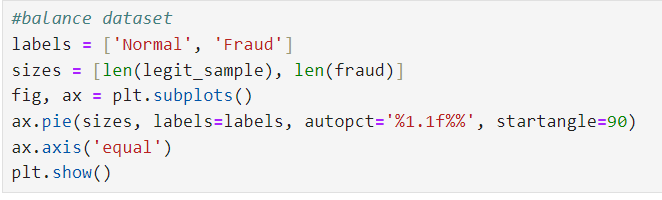 #balance dataset
labels = ['Normal', 'Fraud']
sizes = [len(legit_sample), len(fraud)]
fig, ax = plt.subplots()
ax.pie(sizes, labels=labels, autopct='%1.1f%%', startangle=90)
ax.axis('equal')
plt.show()